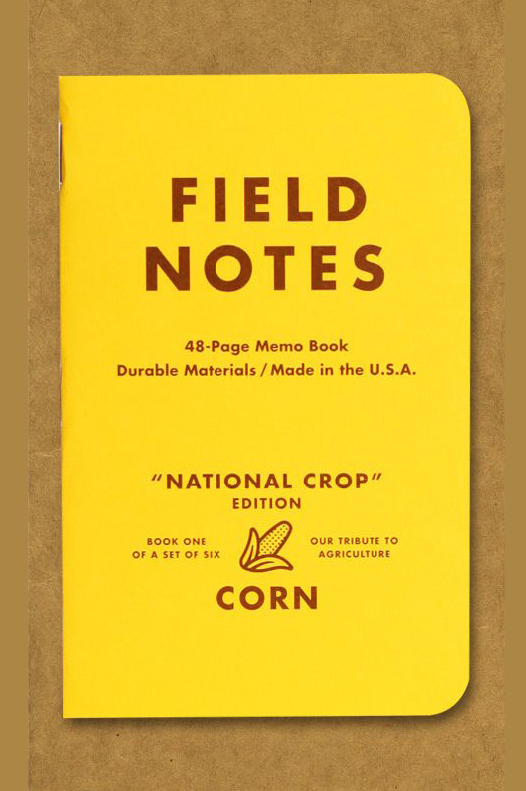 FIELD
NOTES
48-Page Memo Book
Durable Materials / Made in the U.S.A.
"NATIONAL CROP"
EDITION
BOOK ONE
OF A SET OF SIX
OUR TRIBUTE TO
AGRICULTURE
CORN